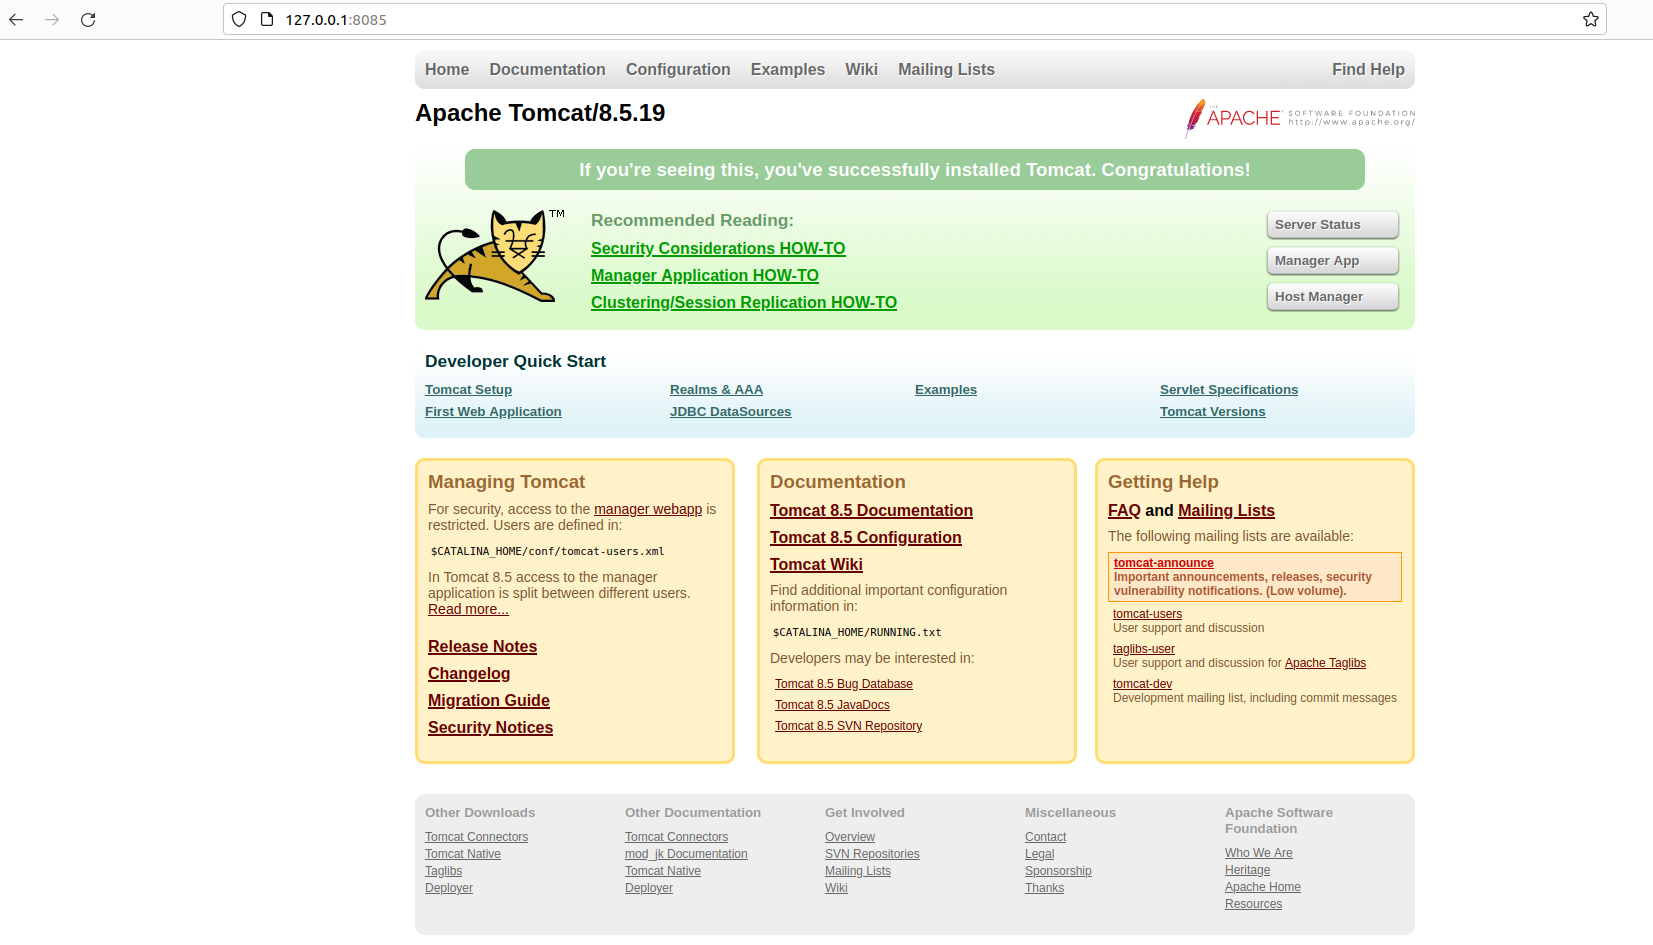 127.0.0.1:8085
Home Documentation Configuration Examples Wiki Mailing Lists Find Help
Apache Tomcat/8.5.19
THE APACHE® SOFTWARE FOUNDATION
http://www.apache.org/
If you're seeing this, you've successfully installed Tomcat. Congratulations!
TM
Recommended Reading:
Security Considerations HOW-TO
Manager Application HOW-TO
Clustering/Session Replication HOW-TO
Server Status
Manager App
Host Manager
Developer Quick Start
Tomcat Setup
First Web Application
Realms & AAA
JDBC DataSources
Examples
Servlet Specifications
Tomcat Versions
Managing Tomcat
For security, access to the manager webapp is
restricted. Users are defined in:
$CATALINA_HOME/conf/tomcat-users.xml
In Tomcat 8.5 access to the manager
application is split between different users.
Read more...
Release Notes
Changelog
Migration Guide
Security Notices
Documentation
Tomcat 8.5 Documentation
Tomcat 8.5 Configuration
Tomcat Wiki
Find additional important configuration
information in:
$CATALINA_HOME/RUNNING.txt
Developers may be interested in:
Tomcat 8.5 Bug Database
Tomcat 8.5 JavaDocs
Tomcat 8.5 SVN Repository
Getting Help
FAQ and Mailing Lists
The following mailing lists are available:
tomcat-announce
Important announcements, releases, security
vulnerability notifications. (Low volume).
tomcat-users
User support and discussion
taglibs-user
User support and discussion for Apache Taglibs
tomcat-dev
Development mailing list, including commit messages
Other Downloads
Tomcat Connectors
Tomcat Native
Taglibs
Deployer
Other Documentation
Tomcat Connectors
mod_jk Documentation
Tomcat Native
Deployer
Get Involved
Overview
SVN Repositories
Mailing Lists
Wiki
Miscellaneous
Contact
Legal
Sponsorship
Thanks
Apache Software
Foundation
Who We Are
Heritage
Apache Home
Resources